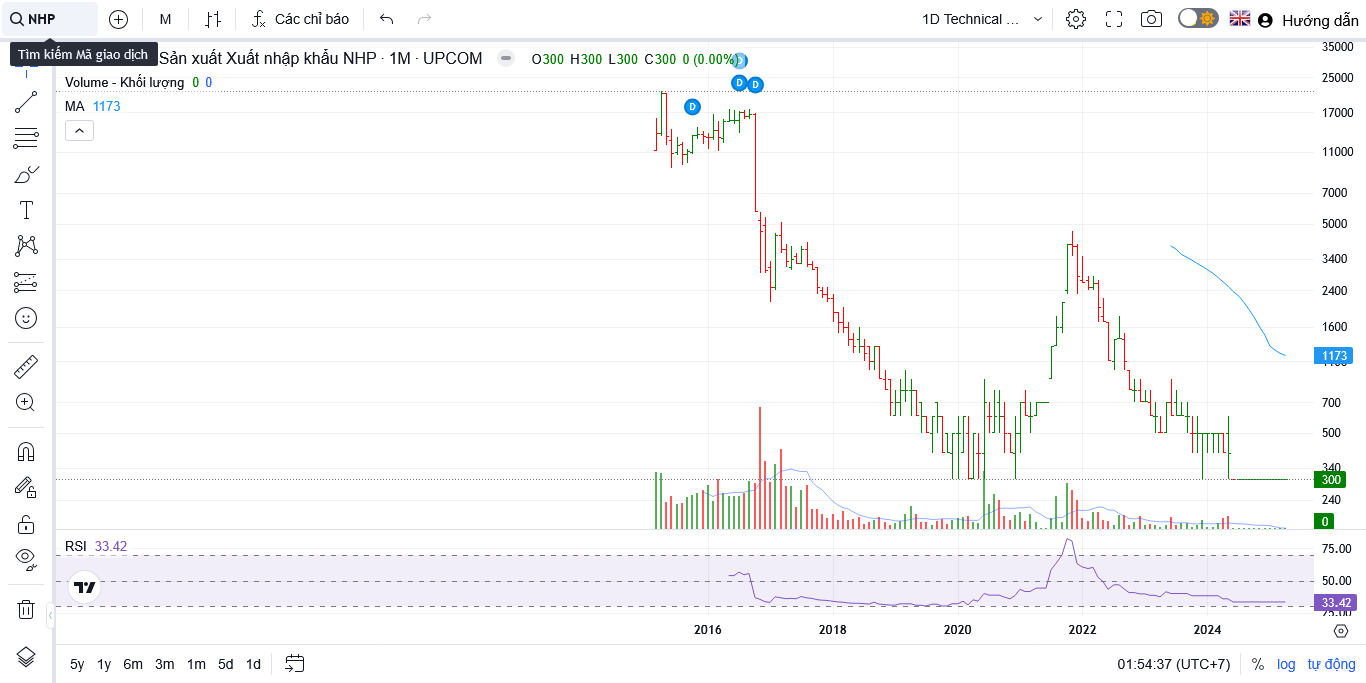 NHP
M
Các chỉ báo
1D Technical ...
Hướng dẫn
Tìm kiếm Mã giao dịch
Sản xuất Xuất nhập khẩu NHP · 1M · UPCOM
O300 H300 L300 C300 0 (0.00%)
Volume - Khối lượng 0 0
MA 1173
D
D
D
35000
25000
17000
11000
7000
5000
3400
2400
1600
1173
700
500
340
300
240
0
RSI 33.42
75.00
50.00
33.42
25.00
2016
2018
2020
2022
2024
5y 1y 6m 3m 1m 5d 1d
01:54:37 (UTC+7)
%
log
tự động